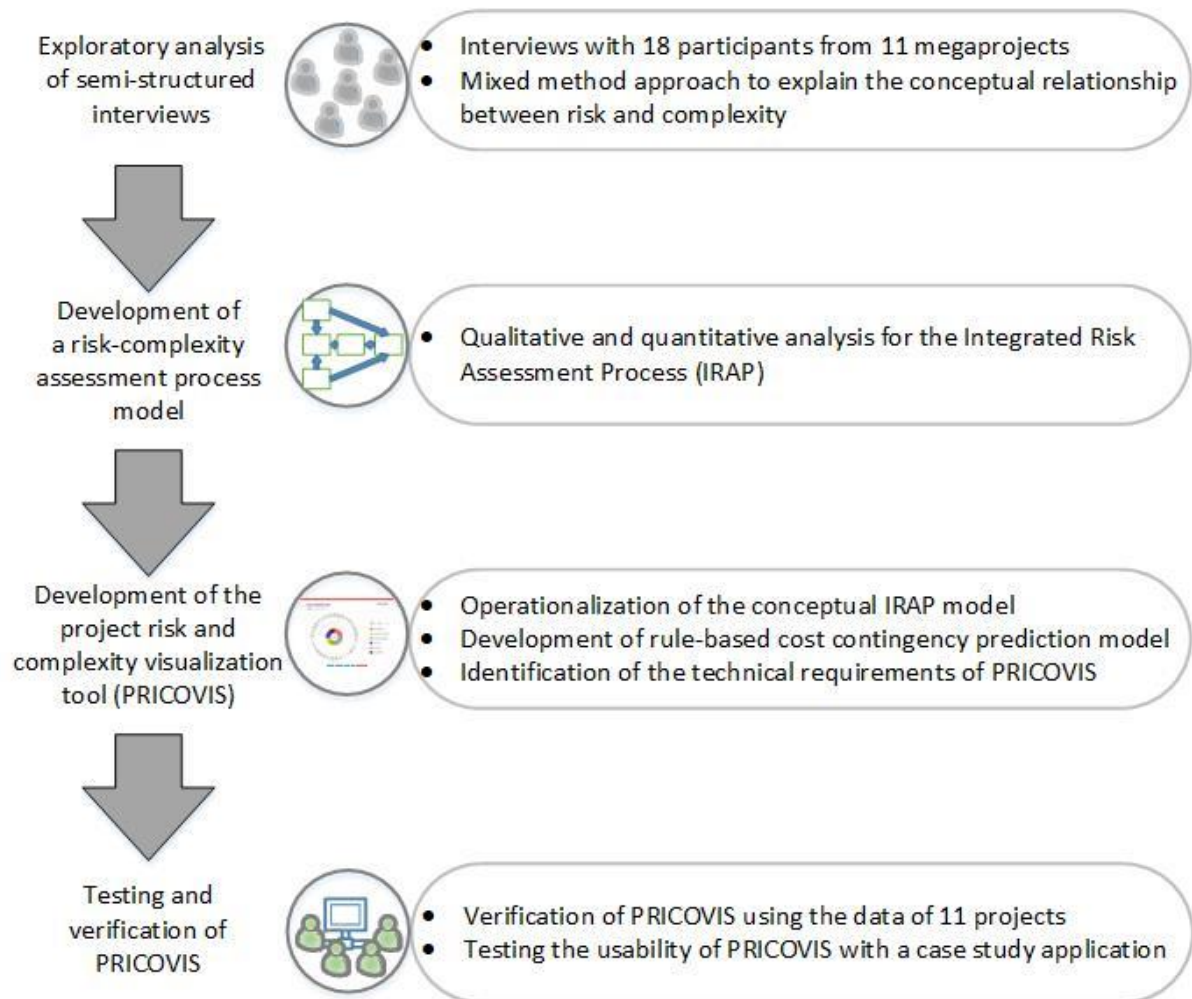 Exploratory analysis
of semi-structured
interviews
• Interviews with 18 participants from 11 megaprojects
• Mixed method approach to explain the conceptual relationship
between risk and complexity
Development of
a risk-complexity
assessment process
model
• Qualitative and quantitative analysis for the Integrated Risk
Assessment Process (IRAP)
Development of the
project risk and
complexity visualization
tool (PRICOVIS)
• Operationalization of the conceptual IRAP model
• Development of rule-based cost contingency prediction model
• Identification of the technical requirements of PRICOVIS
Testing and
verification of
PRICOVIS
• Verification of PRICOVIS using the data of 11 projects
• Testing the usability of PRICOVIS with a case study application